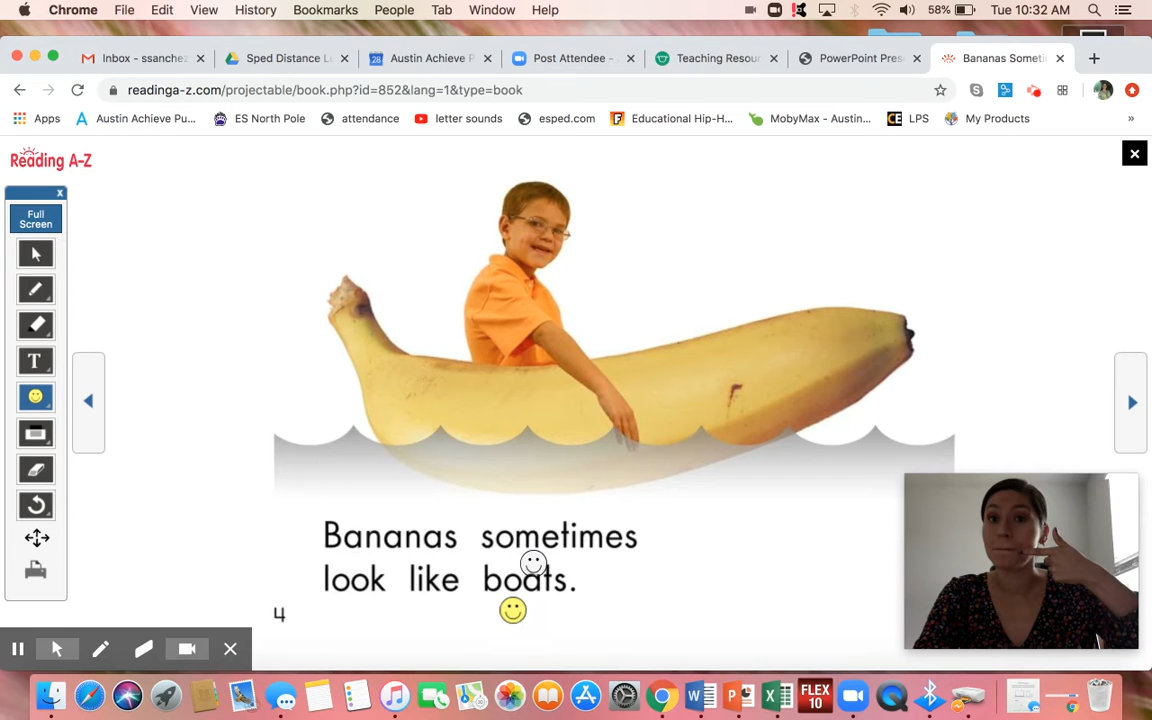 Chrome File Edit View History Bookmarks People Tab Window Help 58% Tue 10:32 AM
Inbox - ssanchez Sped Distance L Austin Achieve P 28 Post Attendee - Teaching Resour PowerPoint Pres Bananas Someti
readinga-z.com/projectable/book.php?id=852&lang=1&type=book
Apps Austin Achieve Pu... ES North Pole attendance letter sounds esped.com Educational Hip-H... MobyMax - Austin... CE LPS My Products »
Reading A-Z
x
Full
Screen
T
Bananas sometimes
look like boats.
4
FLEX
10